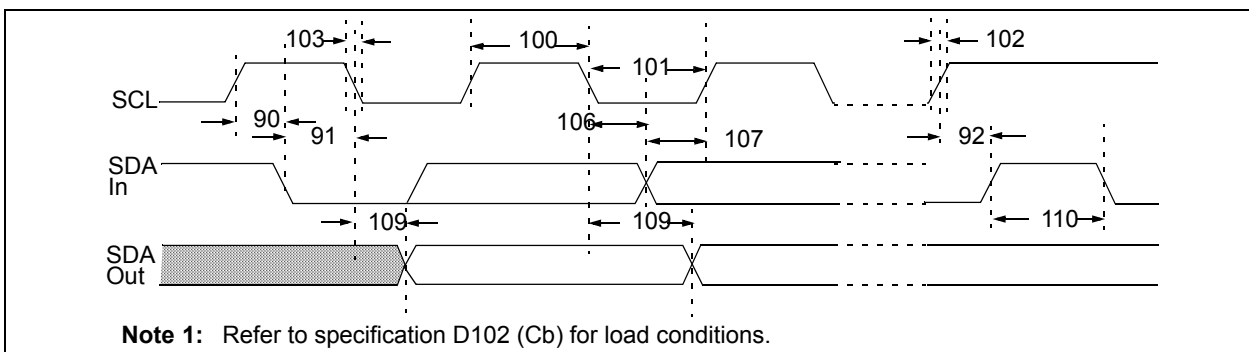 103
100
102
101
SCL
90
106
91
107
92
SDA
In
109
109
110
SDA
Out
Note 1: Refer to specification D102 (Cb) for load conditions.